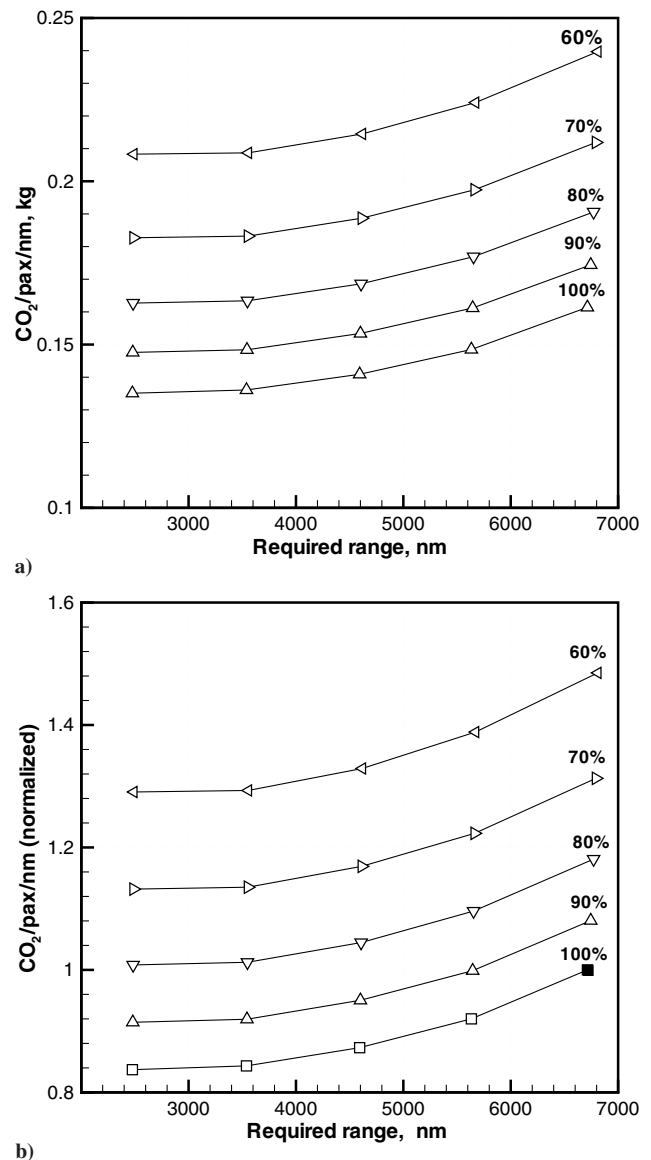 0.25
60%
70%
0.2
80%
90%
100%
0.15
0.1
CO₂/pax/nm, kg
3000 4000 5000 6000 7000
Required range, nm
a)
1.6
60%
1.4
70%
80%
1.2
90%
100%
1
0.8
CO₂/pax/nm (normalized)
3000 4000 5000 6000 7000
Required range, nm
b)